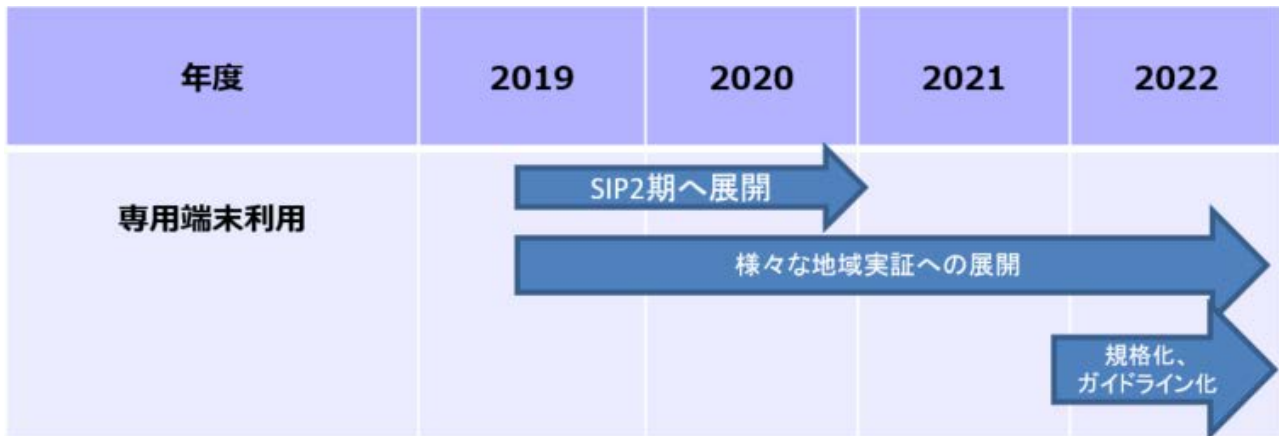 年度 2019 2020 2021 2022
専用端末利用
SIP2期へ展開
様々な地域実証への展開
規格化、
ガイドライン化